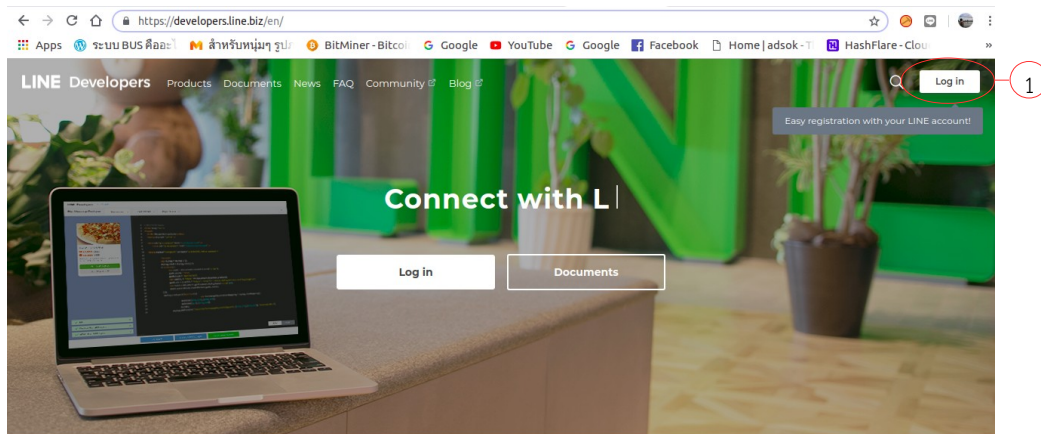 https://developers.line.biz/en/
Apps ระบบ BUS คืออะไ สำหรับหนุ่มๆ รูปภ BitMiner - Bitcoi Google YouTube Google Facebook Home | adsok - T HashFlare - Clou »
LINE Developers Products Documents News FAQ Community Blog Log in
1
Easy registration with your LINE account!
Connect with L
Log in Documents